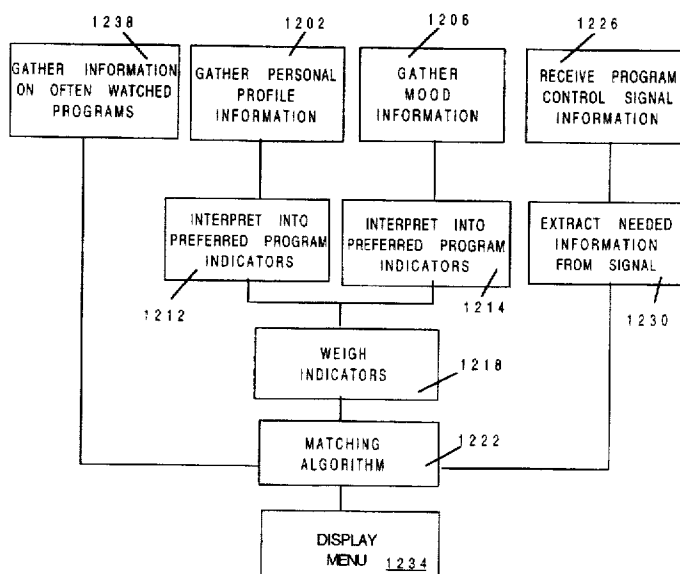 1238
1202
1206
1226
GATHER INFORMATION
ON OFTEN WATCHED
PROGRAMS
GATHER PERSONAL
PROFILE
INFORMATION
GATHER
MOOD
INFORMATION
RECEIVE PROGRAM
CONTROL SIGNAL
INFORMATION
INTERPRET INTO
PREFERRED PROGRAM
INDICATORS
INTERPRET INTO
PREFERRED PROGRAM
INDICATORS
EXTRACT NEEDED
INFORMATION
FROM SIGNAL
1212
1214
1230
WEIGH
INDICATORS
1218
MATCHING
ALGORITHM
1222
DISPLAY
MENU
1234